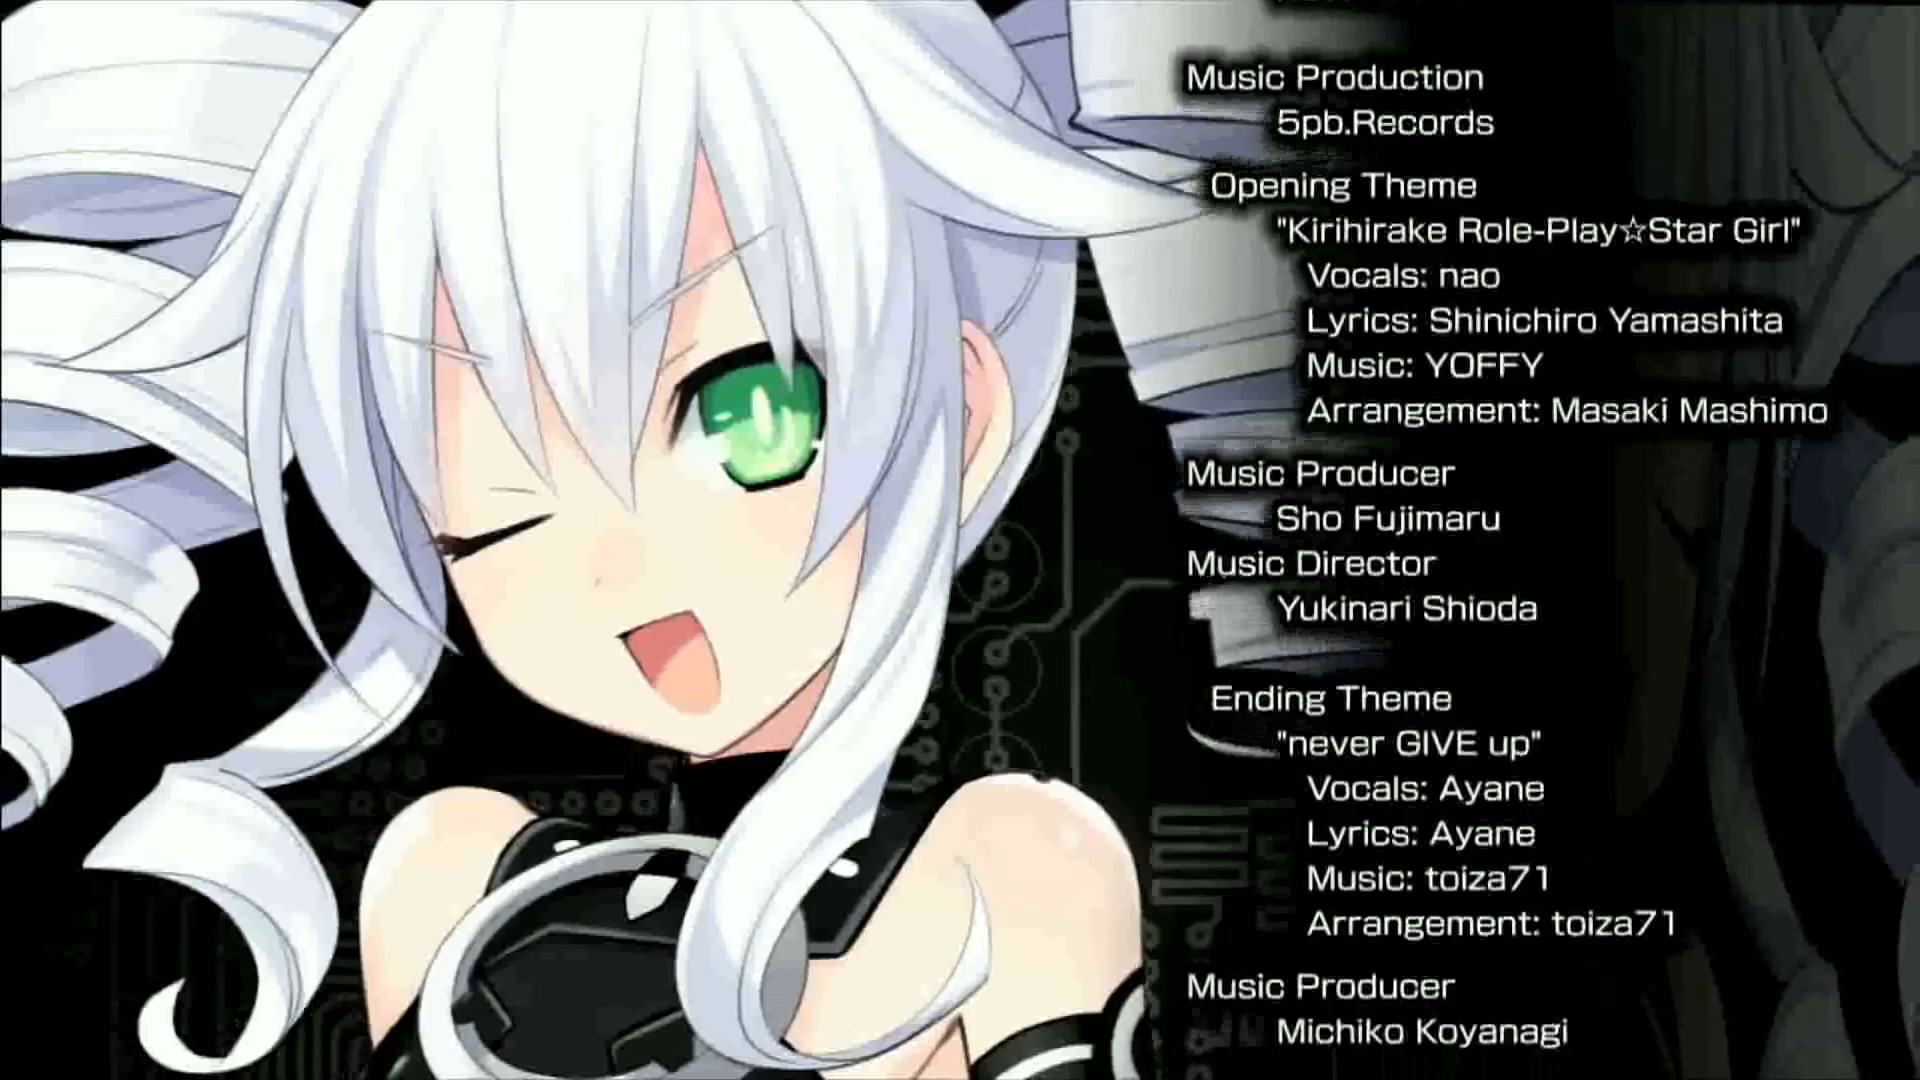 Music Production
5pb.Records
Opening Theme
"Kirihirake Role-Play☆Star Girl"
Vocals: nao
Lyrics: Shinichiro Yamashita
Music: YOFFY
Arrangement: Masaki Mashimo
Music Producer
Sho Fujimaru
Music Director
Yukinari Shioda
Ending Theme
"never GIVE up"
Vocals: Ayane
Lyrics: Ayane
Music: toiza71
Arrangement: toiza71
Music Producer
Michiko Koyanagi